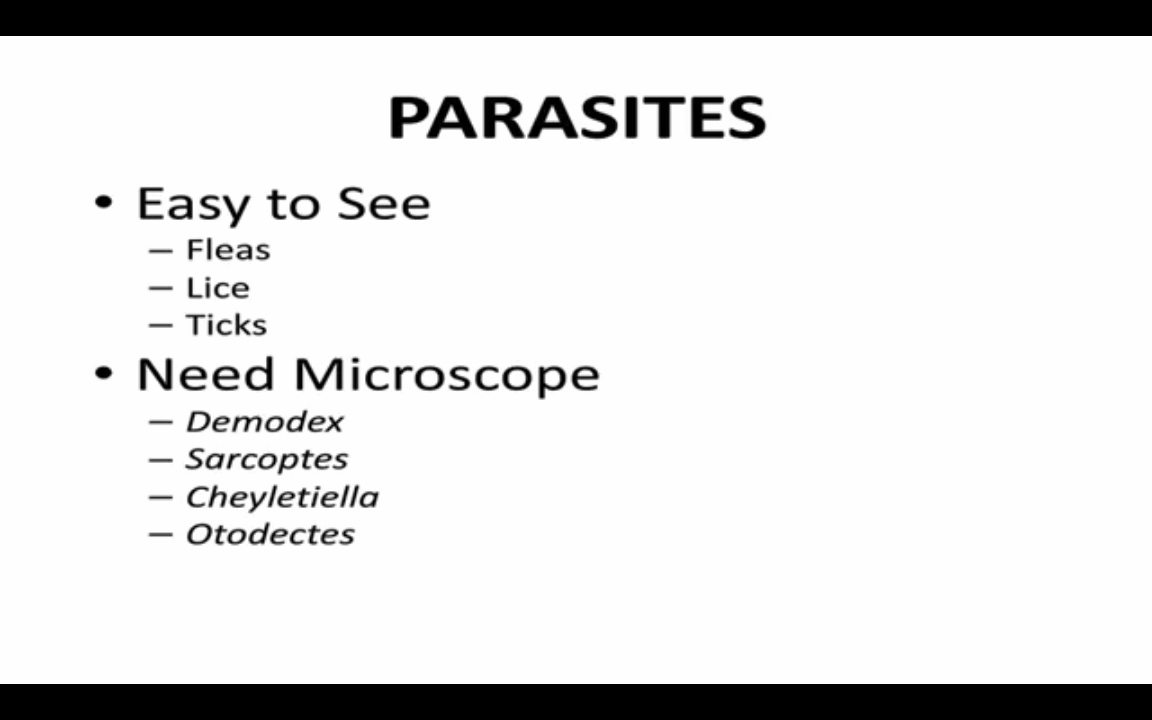 PARASITES
• Easy to See
– Fleas
– Lice
– Ticks
• Need Microscope
– Demodex
– Sarcoptes
– Cheyletiella
– Otodectes